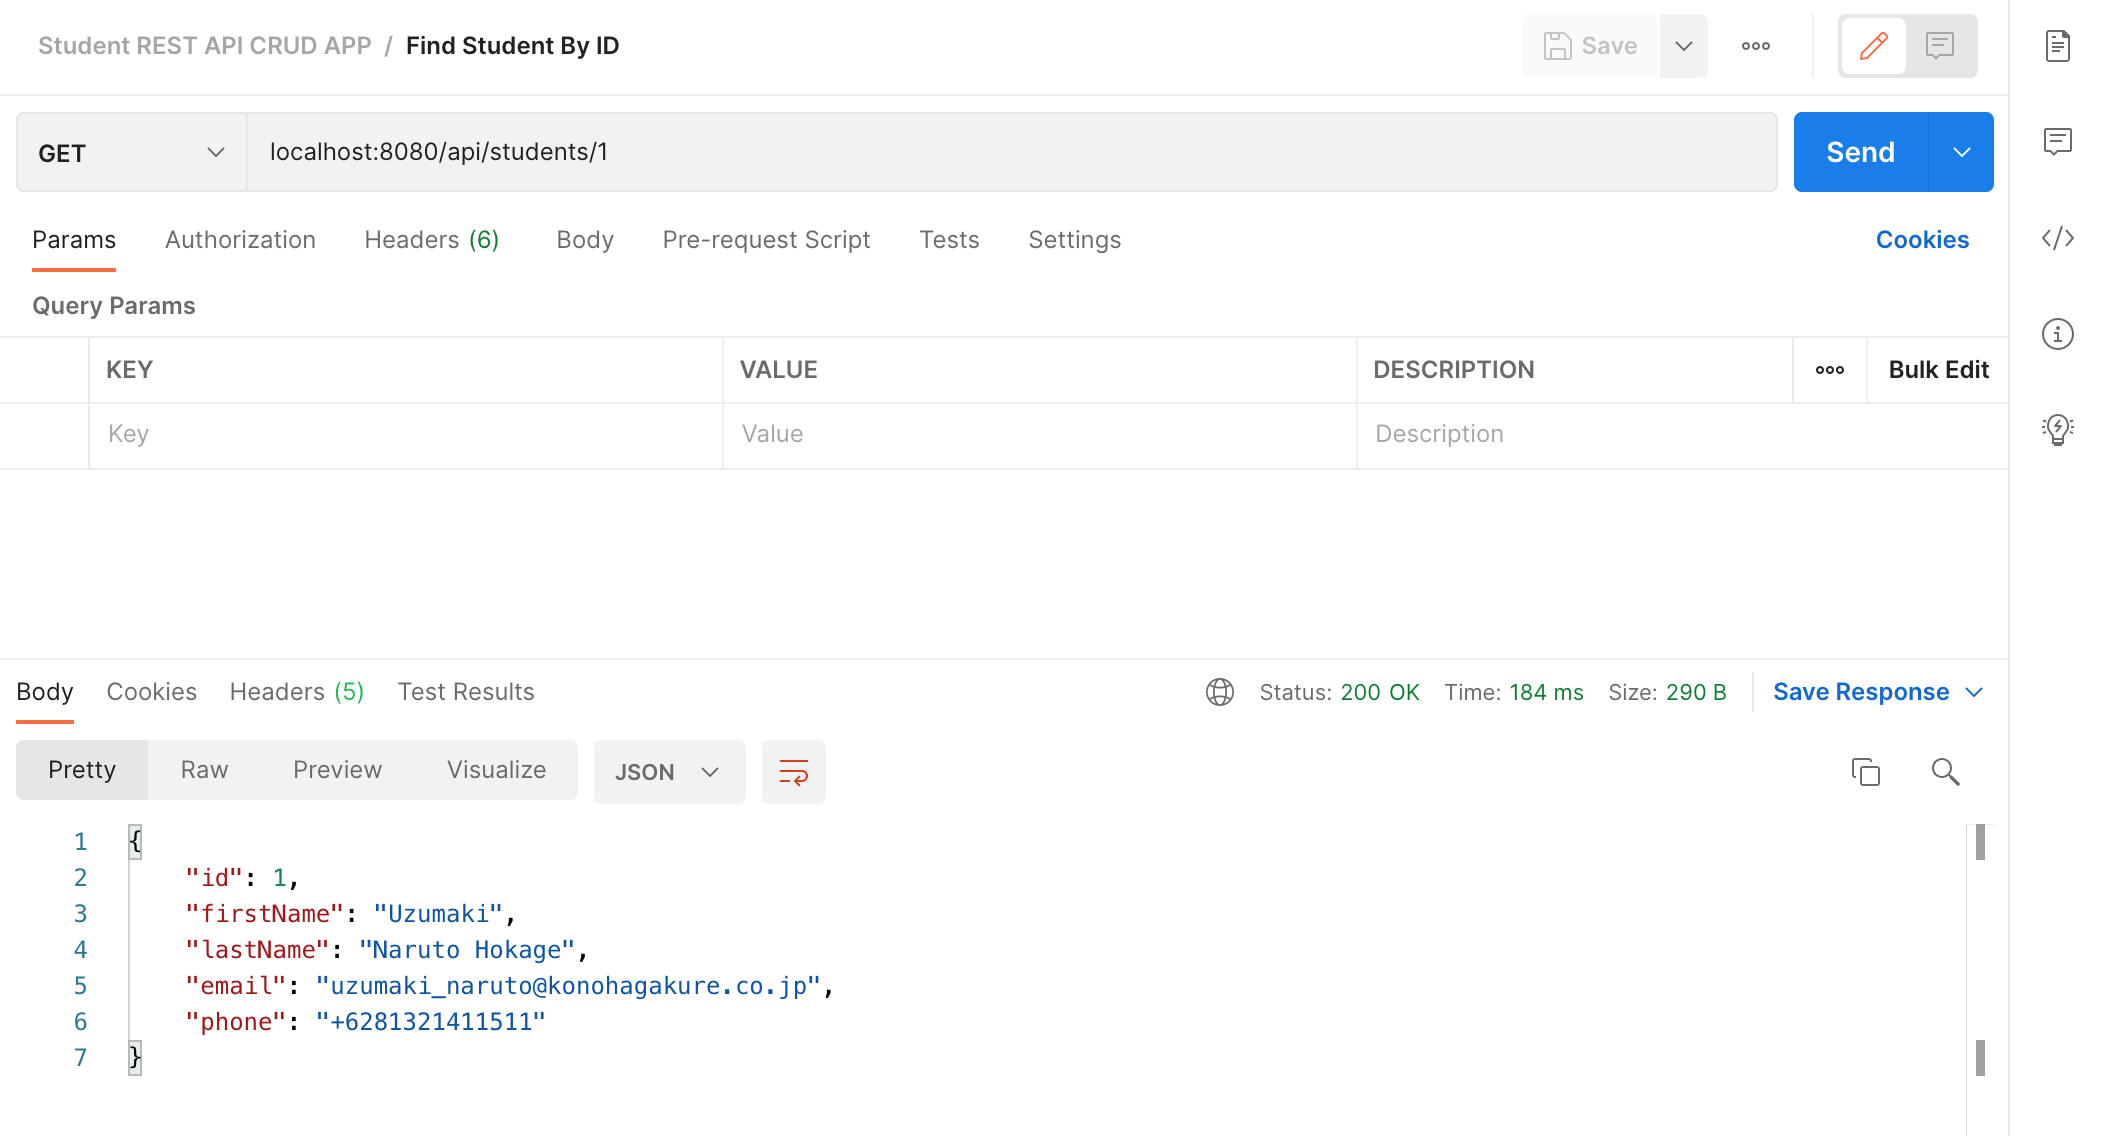 Student REST API CRUD APP / Find Student By ID
Save
GET localhost:8080/api/students/1 Send
Params Authorization Headers (6) Body Pre-request Script Tests Settings Cookies
Query Params
KEY VALUE DESCRIPTION Bulk Edit
Key Value Description
Body Cookies Headers (5) Test Results Status: 200 OK Time: 184 ms Size: 290 B Save Response
Pretty Raw Preview Visualize JSON
1 {
2 "id": 1,
3 "firstName": "Uzumaki",
4 "lastName": "Naruto Hokage",
5 "email": "uzumaki_naruto@konohagakure.co.jp",
6 "phone": "+6281321411511"
7 }